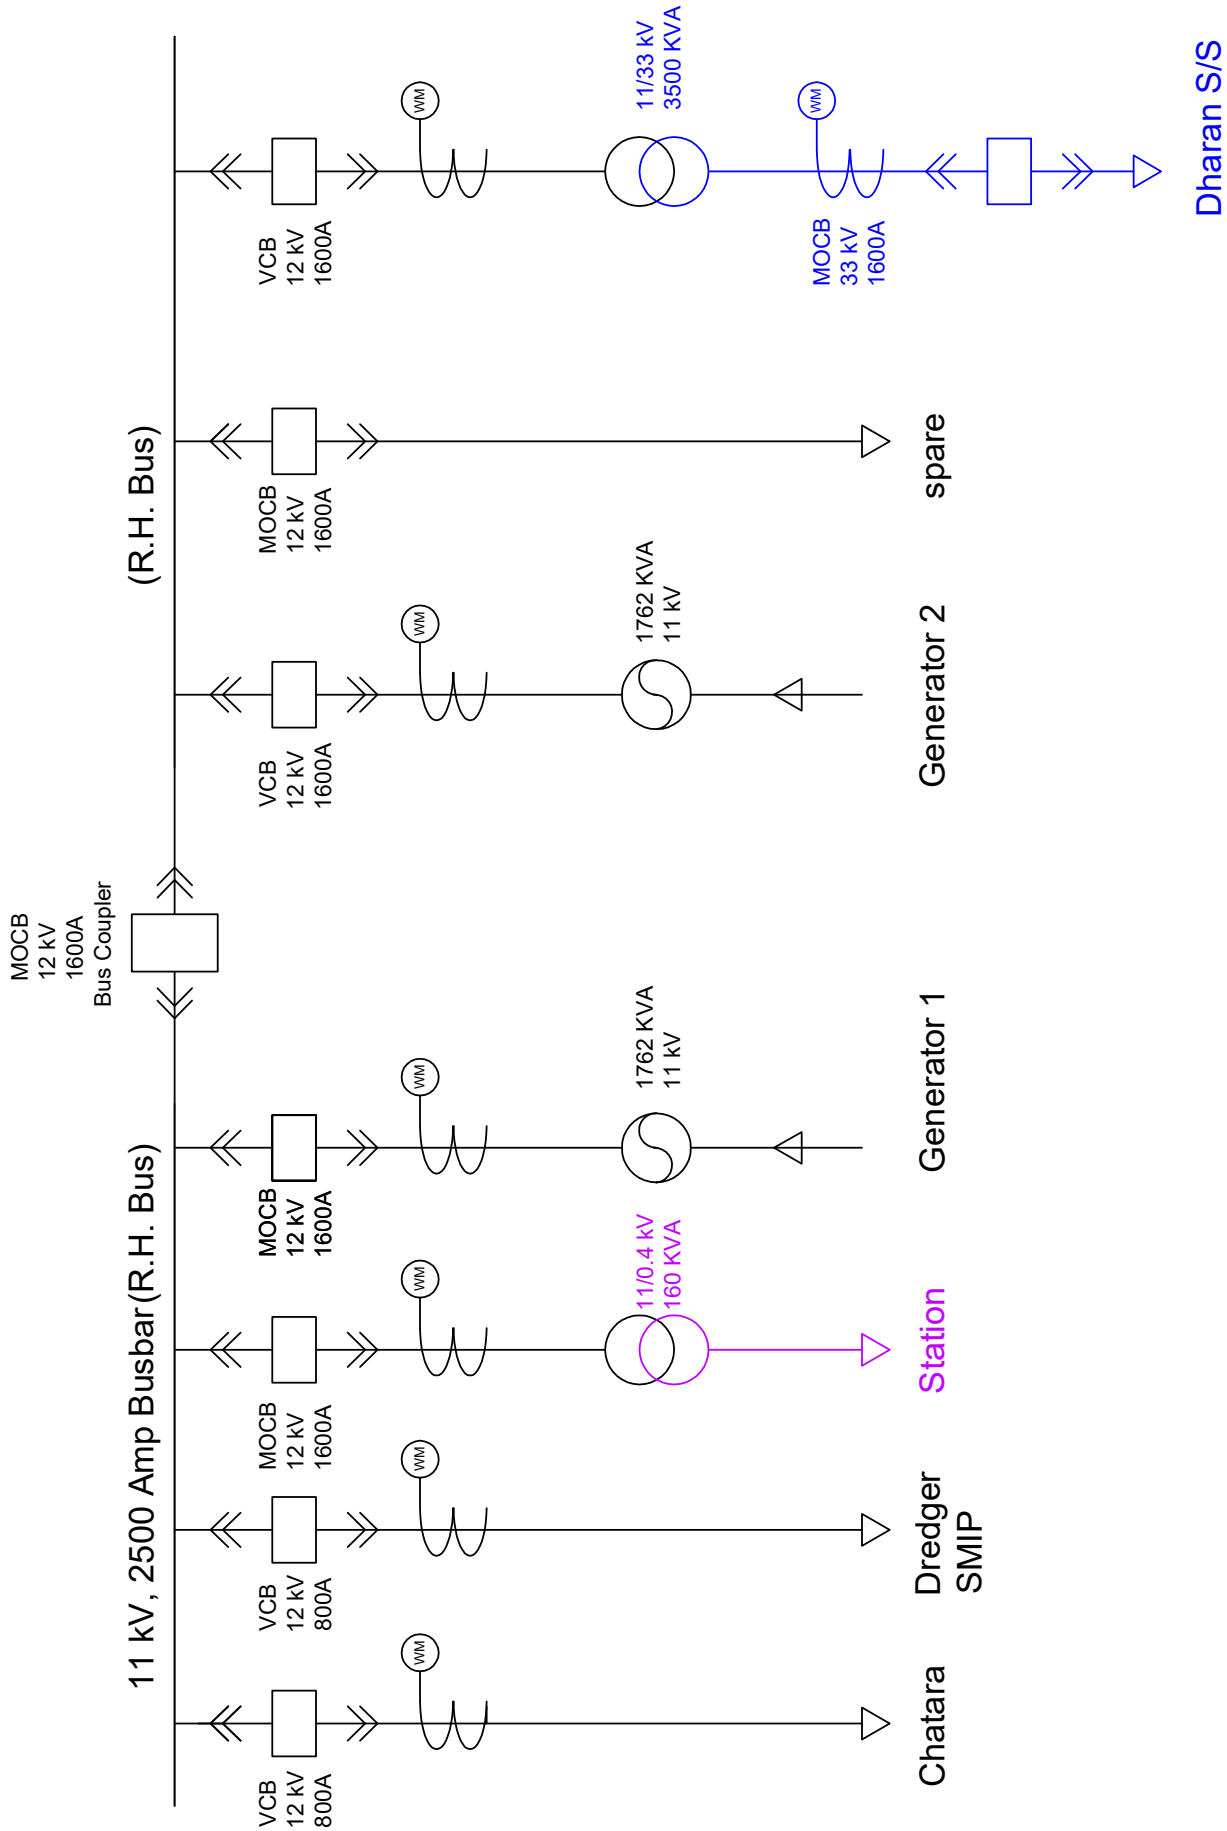 MOCB
12 kV
1600A
Bus Coupler
11 kV, 2500 Amp Busbar(R.H. Bus)
(R.H. Bus)
VCB
12 kV
800A
WM
Chatara
VCB
12 kV
800A
WM
Dredger
SMIP
MOCB
12 kV
1600A
WM
11/0.4 kV
160 KVA
Station
MOCB
12 kV
1600A
WM
1762 KVA
11 kV
Generator 1
VCB
12 kV
1600A
WM
1762 KVA
11 kV
Generator 2
MOCB
12 kV
1600A
spare
VCB
12 kV
1600A
WM
11/33 kV
3500 KVA
WM
MOCB
33 kV
1600A
Dharan S/S